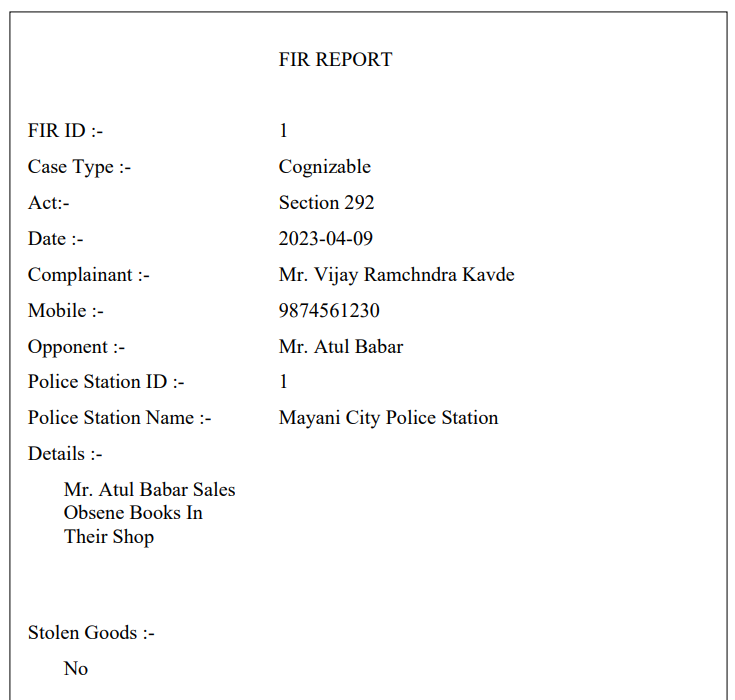 FIR REPORT
FIR ID :- 1
Case Type :- Cognizable
Act:- Section 292
Date :- 2023-04-09
Complainant :- Mr. Vijay Ramchndra Kavde
Mobile :- 9874561230
Opponent :- Mr. Atul Babar
Police Station ID :- 1
Police Station Name :- Mayani City Police Station
Details :-
Mr. Atul Babar Sales
Obsene Books In
Their Shop
Stolen Goods :-
No